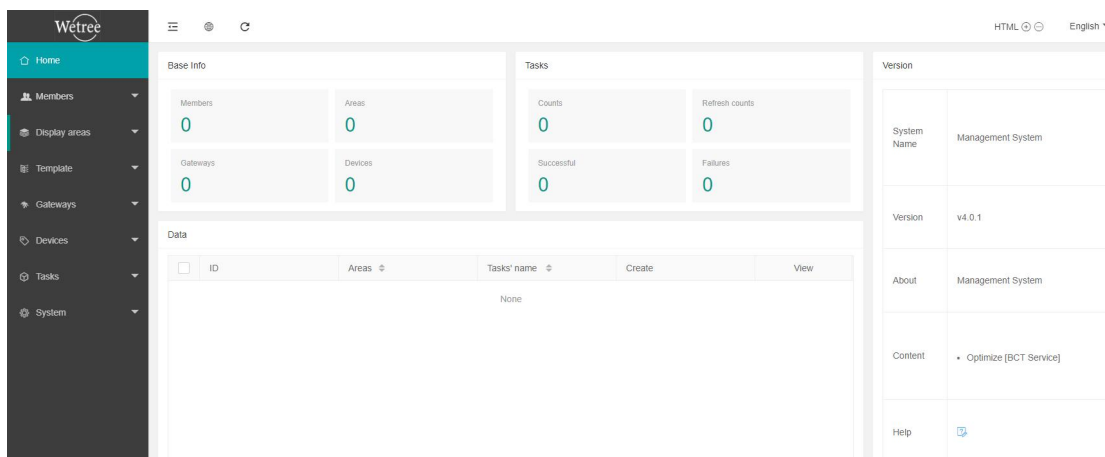 Wetree
HTML
English
Home
Members
Display areas
Template
Gateways
Devices
Tasks
System
Base Info
Members
0
Areas
0
Gateways
0
Devices
0
Tasks
Counts
0
Refresh counts
0
Successful
0
Failures
0
Data
ID Areas Tasks' name Create View
None
Version
System Name
Management System
Version
v4.0.1
About
Management System
Content
• Optimize [BCT Service]
Help